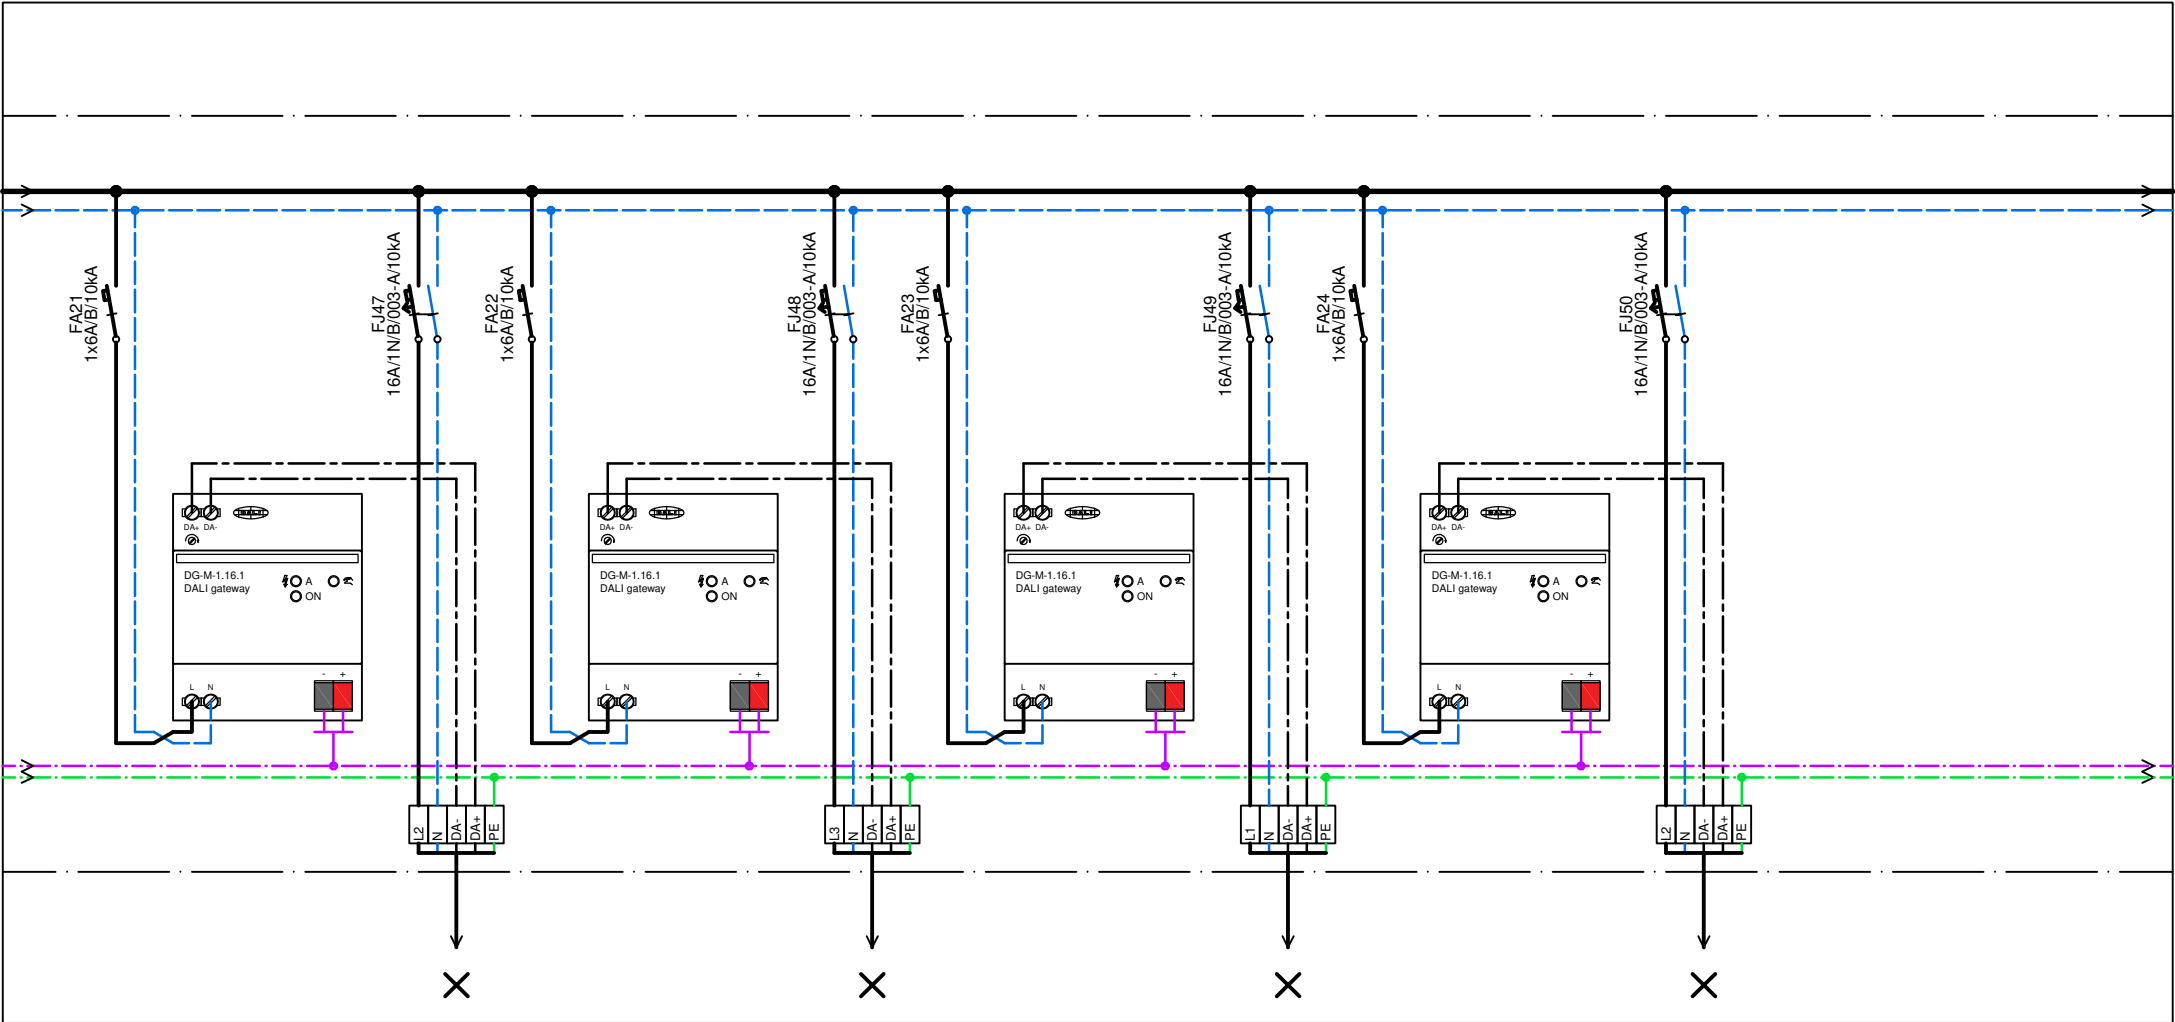 FA21
1x6A/B/10kA
FJ47
16A/1N/B/003-A/10kA
FA22
1x6A/B/10kA
FJ48
16A/1N/B/003-A/10kA
FA23
1x6A/B/10kA
FJ49
16A/1N/B/003-A/10kA
FA24
1x6A/B/10kA
FJ50
16A/1N/B/003-A/10kA
DA+ DA-
DALI
DG-M-1.16.1
DALI gateway
A
ON
- +
L N
DA+ DA-
DALI
DG-M-1.16.1
DALI gateway
A
ON
- +
L N
DA+ DA-
DALI
DG-M-1.16.1
DALI gateway
A
ON
- +
L N
DA+ DA-
DALI
DG-M-1.16.1
DALI gateway
A
ON
- +
L N
L2 N DA- DA+ PE
L3 N DA- DA+ PE
L1 N DA- DA+ PE
L2 N DA- DA+ PE